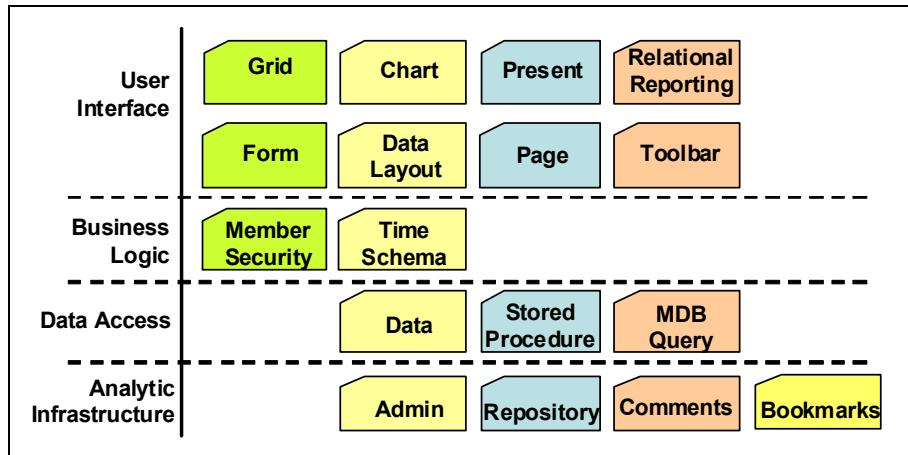 User
Interface
Grid
Chart
Present
Relational
Reporting
Form
Data
Layout
Page
Toolbar
Business
Logic
Member
Security
Time
Schema
Data Access
Data
Stored
Procedure
MDB
Query
Analytic
Infrastructure
Admin
Repository
Comments
Bookmarks